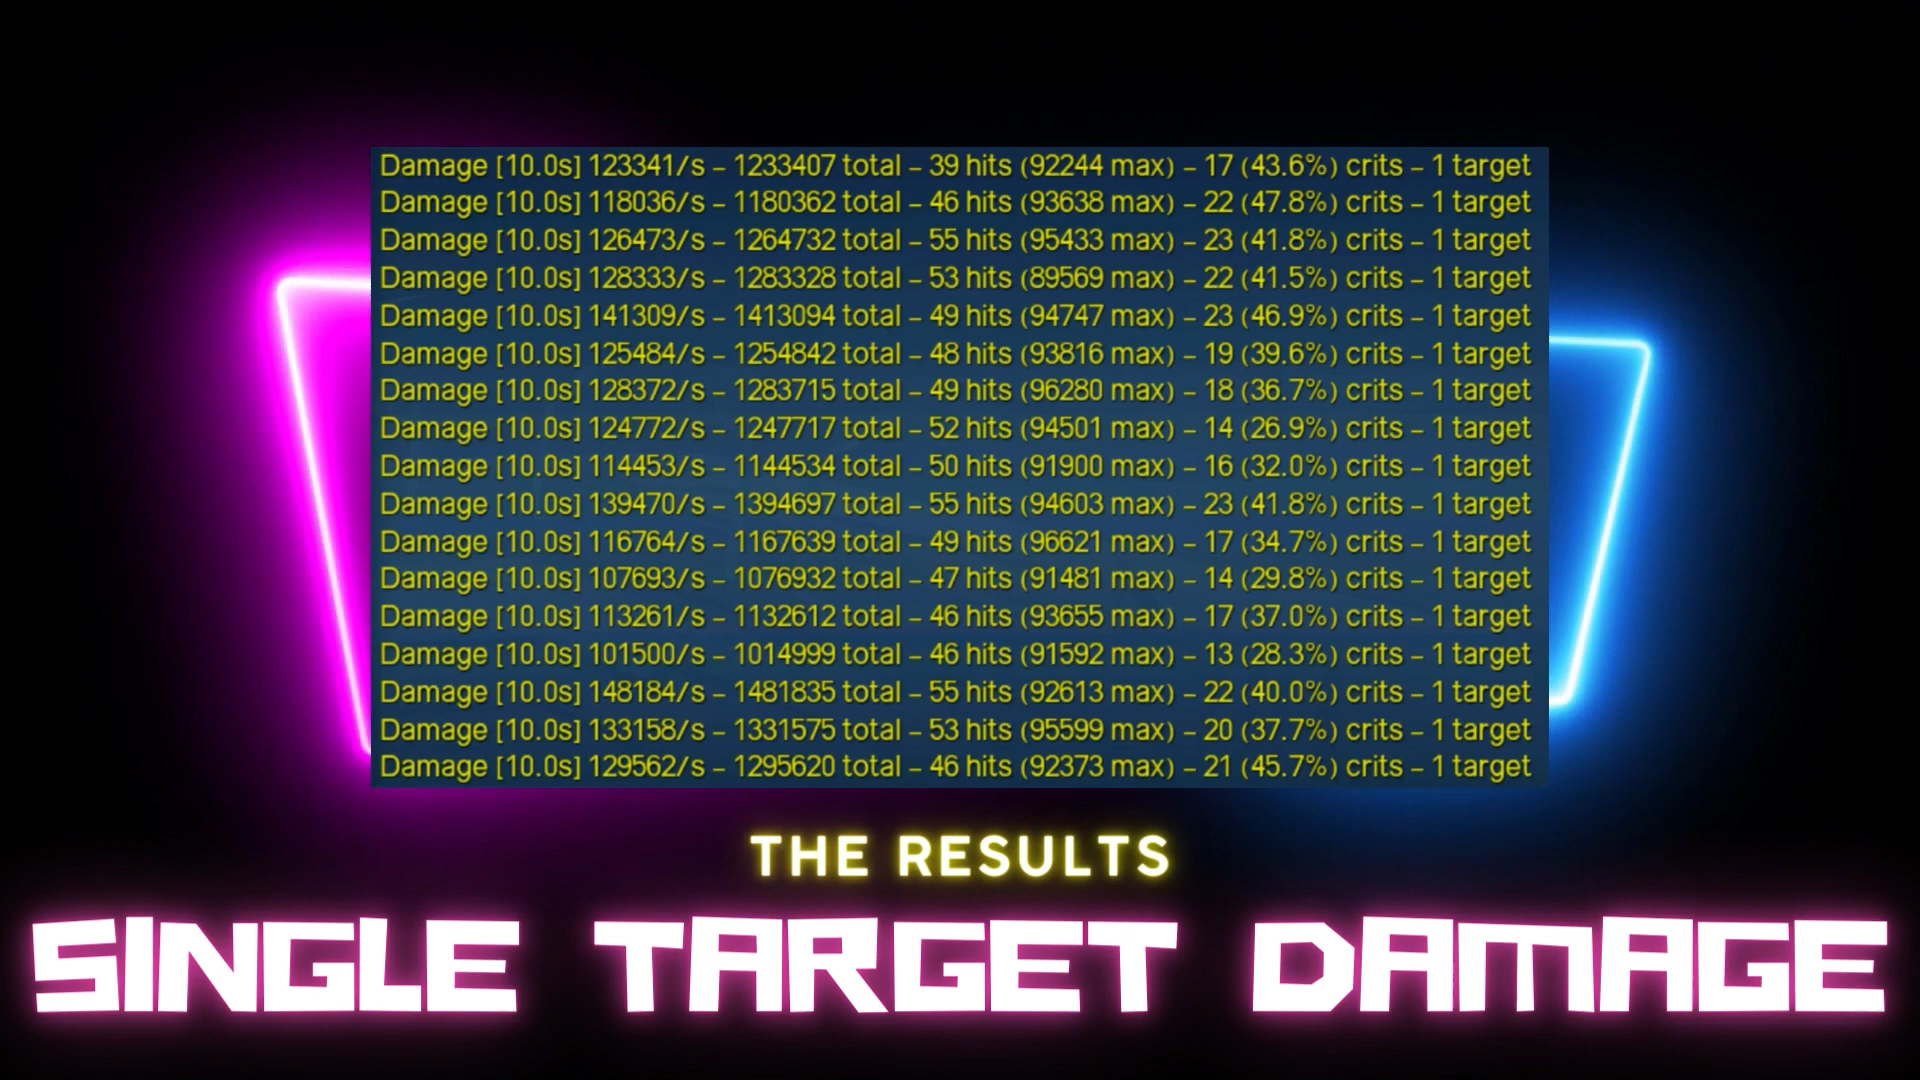 Damage [10.0s] 123341/s – 1233407 total – 39 hits (92244 max) – 17 (43.6%) crits – 1 target
Damage [10.0s] 118036/s – 1180362 total – 46 hits (93638 max) – 22 (47.8%) crits – 1 target
Damage [10.0s] 126473/s – 1264732 total – 55 hits (95433 max) – 23 (41.8%) crits – 1 target
Damage [10.0s] 128333/s – 1283328 total – 53 hits (89569 max) – 22 (41.5%) crits – 1 target
Damage [10.0s] 141309/s – 1413094 total – 49 hits (94747 max) – 23 (46.9%) crits – 1 target
Damage [10.0s] 125484/s – 1254842 total – 48 hits (93816 max) – 19 (39.6%) crits – 1 target
Damage [10.0s] 128372/s – 1283715 total – 49 hits (96280 max) – 18 (36.7%) crits – 1 target
Damage [10.0s] 124772/s – 1247717 total – 52 hits (94501 max) – 14 (26.9%) crits – 1 target
Damage [10.0s] 114453/s – 1144534 total – 50 hits (91900 max) – 16 (32.0%) crits – 1 target
Damage [10.0s] 139470/s – 1394697 total – 55 hits (94603 max) – 23 (41.8%) crits – 1 target
Damage [10.0s] 116764/s – 1167639 total – 49 hits (96621 max) – 17 (34.7%) crits – 1 target
Damage [10.0s] 107693/s – 1076932 total – 47 hits (91481 max) – 14 (29.8%) crits – 1 target
Damage [10.0s] 113261/s – 1132612 total – 46 hits (93655 max) – 17 (37.0%) crits – 1 target
Damage [10.0s] 101500/s – 1014999 total – 46 hits (91592 max) – 13 (28.3%) crits – 1 target
Damage [10.0s] 148184/s – 1481835 total – 55 hits (92613 max) – 22 (40.0%) crits – 1 target
Damage [10.0s] 133158/s – 1331575 total – 53 hits (95599 max) – 20 (37.7%) crits – 1 target
Damage [10.0s] 129562/s – 1295620 total – 46 hits (92373 max) – 21 (45.7%) crits – 1 target
THE RESULTS
SINGLE TARGET DAMAGE